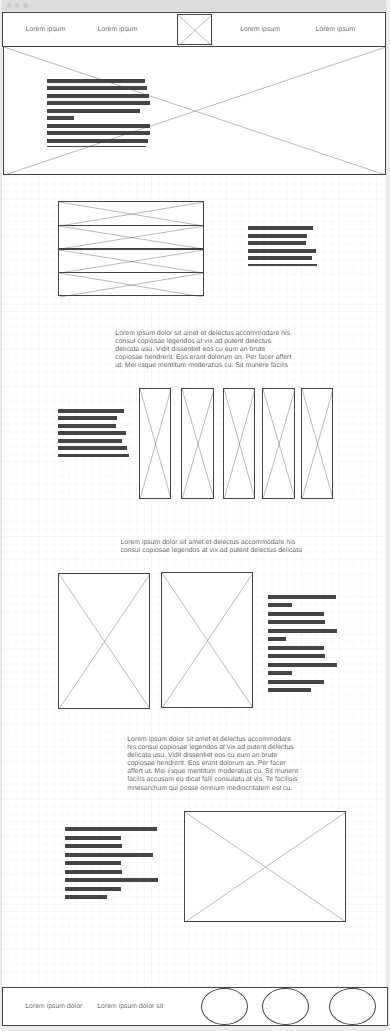 Lorem ipsum Lorem ipsum Lorem ipsum Lorem ipsum
Lorem ipsum dolor sit amet et delectus accommodare his
consul copiosae legendos at vix ad putent delectus
delicata usu. Vidit dissentiet eos cu eum an brute
copiosae hendrerit. Eos erant dolorum an. Per facer affert
ut. Mei iisque mentitum moderatius cu. Sit munere facilis
Lorem ipsum dolor sit amet et delectus accommodare his
consul copiosae legendos at vix ad putent delectus delicata
Lorem ipsum dolor sit amet et delectus accommodare
his consul copiosae legendos at vix ad putent delectus
delicata usu. Vidit dissentiet eos cu eum an brute
copiosae hendrerit. Eos erant dolorum an. Per facer
affert ut. Mei iisque mentitum moderatius cu. Sit munere
facilis accusam eu dicat falli consulatu at vis. Te facilisis
mnesarchum qui posse omnium mediocritatem est cu.
Lorem ipsum dolor Lorem ipsum dolor sit